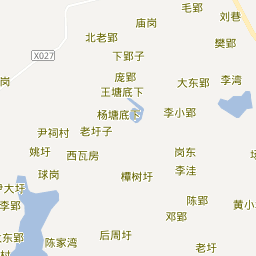 毛郢
刘巷
庙岗
北老郢
樊郢
X027
下郢子
岗
庞郢
大东郢
李湾
王塘底下
杨塘底下
李小郢
尹祠村
老圩子
姚圩
西瓦房
岗东
场
球岗
樟树圩
李洼
尹大圩
李郢
陈郢
黄小
邓郢
大东郢
陈家湾
后周圩
老圩
村